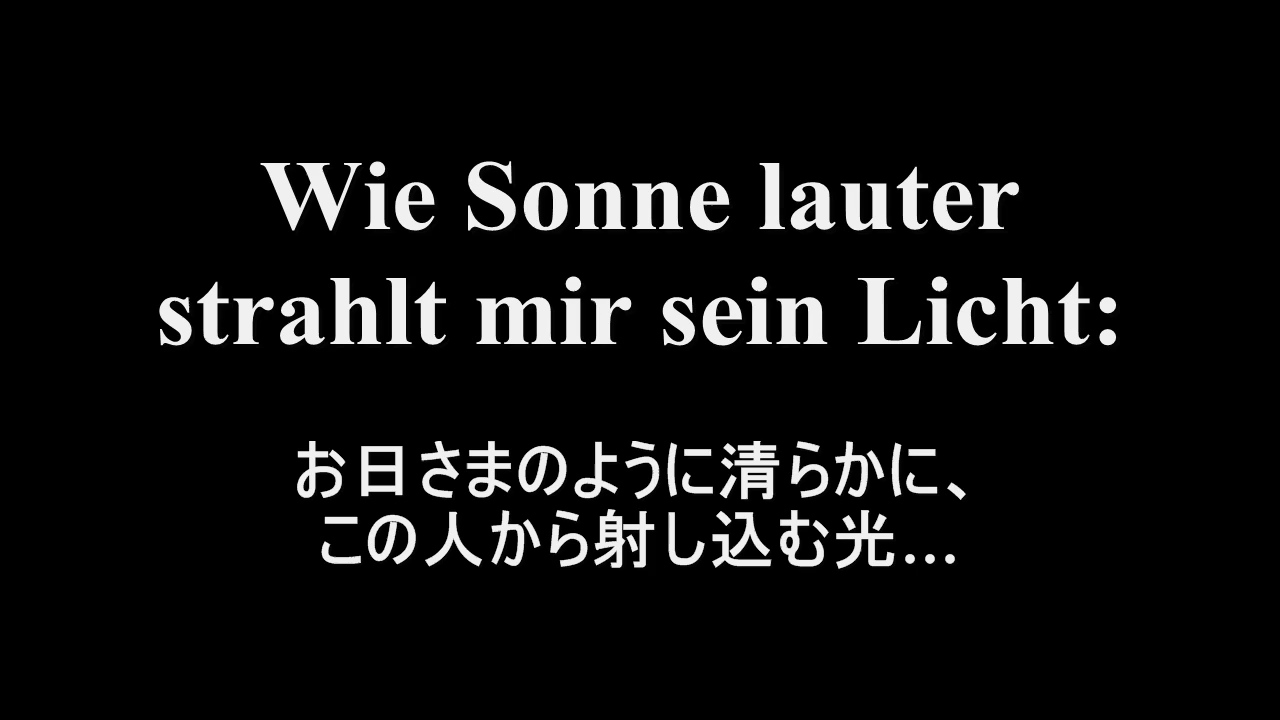 Wie Sonne lauter
strahlt mir sein Licht:
お日さまのように清らかに、
この人から射し込む光...